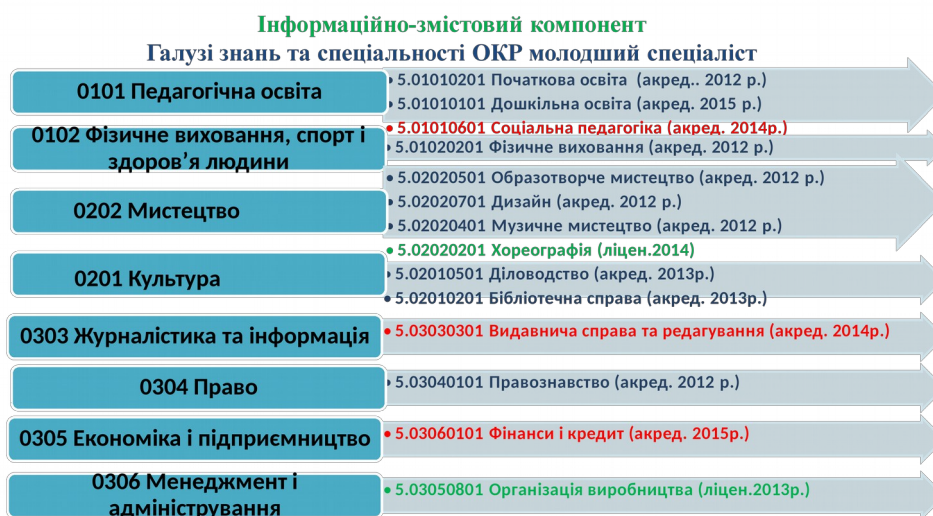 Інформаційно-змістовий компонент
Галузі знань та спеціальності ОКР молодший спеціаліст
0101 Педагогічна освіта
• 5.01010201 Початкова освіта (акред.. 2012 р.)
• 5.01010101 Дошкільна освіта (акред. 2015 р.)
• 5.01010601 Соціальна педагогіка (акред. 2014р.)
0102 Фізичне виховання, спорт і
здоров’я людини
• 5.01020201 Фізичне виховання (акред. 2012 р.)
0202 Мистецтво
• 5.02020501 Образотворче мистецтво (акред. 2012 р.)
• 5.02020701 Дизайн (акред. 2012 р.)
• 5.02020401 Музичне мистецтво (акред. 2012 р.)
• 5.02020201 Хореографія (ліцен.2014)
0201 Культура
• 5.02010501 Діловодство (акред. 2013р.)
• 5.02010201 Бібліотечна справа (акред. 2013р.)
0303 Журналістика та інформація
• 5.03030301 Видавнича справа та редагування (акред. 2014р.)
0304 Право
• 5.03040101 Правознавство (акред. 2012 р.)
0305 Економіка і підприємництво
• 5.03060101 Фінанси і кредит (акред. 2015р.)
0306 Менеджмент і
адміністрування
• 5.03050801 Організація виробництва (ліцен.2013р.)